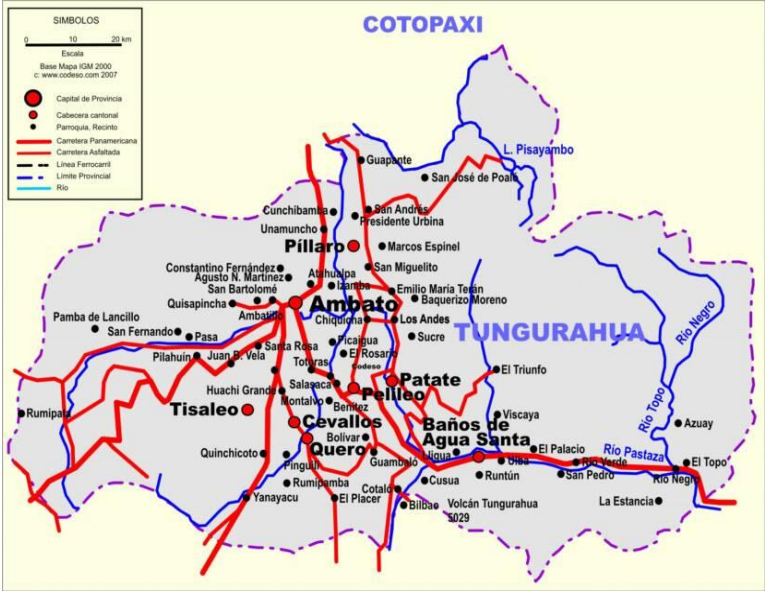 SIMBOLOS
0 10 20 km
Escala
Base Mapa IGM 2000
c: www.codeso.com 2007
Capital de Provincia
Cabecera cantonal
Parroquia, Recinto
Carretera Panamericana
Carretera Asfaltada
Línea Ferrocarril
Límite Provincial
Río
COTOPAXI
L. Pisayambo
Guapante
San José de Poaló
Cunchibamba
San Andrés
Presidente Urbina
Unamuncho
Píllaro
Marcos Espinel
Constantino Fernández
San Miguelito
Agusto N. Martínez
Atahualpa
Izamba
Emilio María Terán
San Bartolomé
Baquerizo Moreno
Quisapincha
Ambato
Ambatillo
Pamba de Lancillo
Chiquicha
Los Andes
TUNGURAHUA
Río Negro
San Fernando
Pasa
Picaigua
Sucre
Santa Rosa
Pilahuín
Juan B. Vela
El Rosario
Totoras
Codeso
El Triunfo
Huachi Grande
Salasaca
Patate
Pelileo
Montalvo
Benítez
Tisaleo
Rumipata
Cevallos
Viscaya
Río Topo
Azuay
Baños de
Agua Santa
Bolívar
Quero
El Palacio
Río Pastaza
Quinchicoto
Pinguilí
Guambaló
Lligua
Ulba
Río Verde
El Topo
Río Negro
Rumipamba
Cusua
Runtún
San Pedro
Yanayacu
El Placer
Cotaló
Bilbao
Volcán Tungurahua
5029
La Estancia